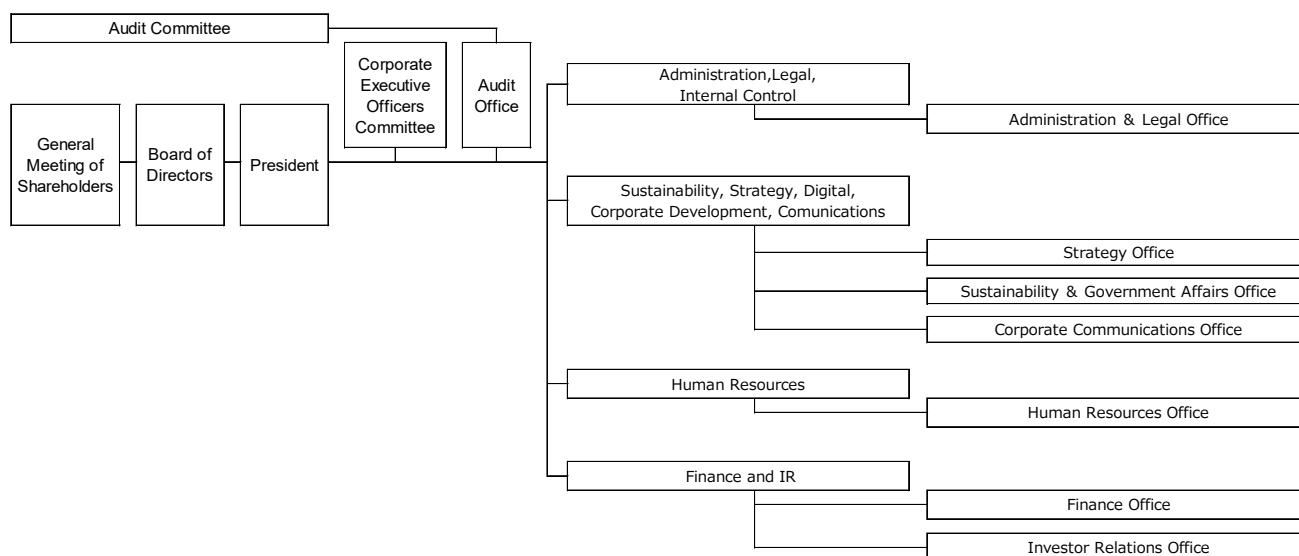 Audit Committee
Corporate
Executive
Officers
Committee
Audit
Office
General
Meeting of
Shareholders
Board of
Directors
President
Administration,Legal,
Internal Control
Administration & Legal Office
Sustainability, Strategy, Digital,
Corporate Development, Comunications
Strategy Office
Sustainability & Government Affairs Office
Corporate Communications Office
Human Resources
Human Resources Office
Finance and IR
Finance Office
Investor Relations Office